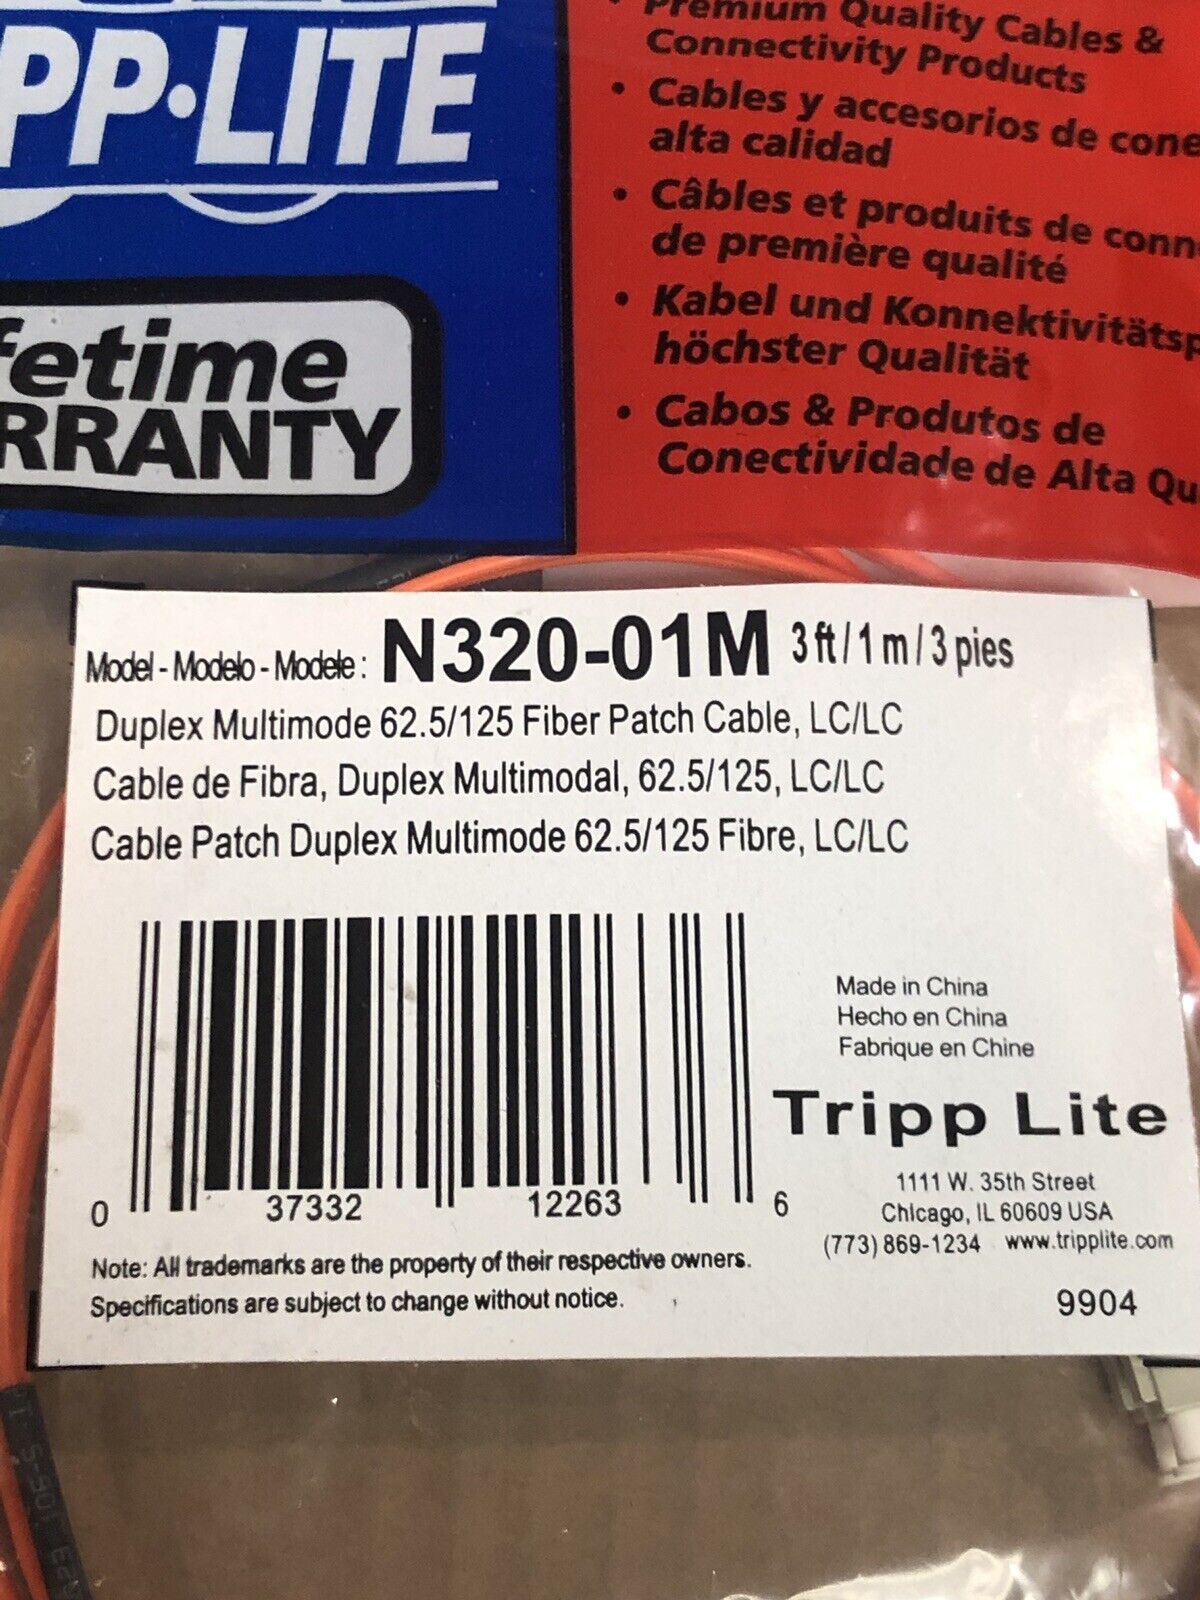 PP·LITE
fetime
RRANTY
• Premium Quality Cables &
Connectivity Products
• Cables y accesorios de cone
alta calidad
• Câbles et produits de conn
de première qualité
• Kabel und Konnektivitätsp
höchster Qualität
• Cabos & Produtos de
Conectividade de Alta Qu
Model - Modelo - Modele : N320-01M 3 ft / 1 m / 3 pies
Duplex Multimode 62.5/125 Fiber Patch Cable, LC/LC
Cable de Fibra, Duplex Multimodal, 62.5/125, LC/LC
Cable Patch Duplex Multimode 62.5/125 Fibre, LC/LC
Made in China
Hecho en China
Fabrique en Chine
Tripp Lite
1111 W. 35th Street
Chicago, IL 60609 USA
(773) 869-1234 www.tripplite.com
0 37332 12263 6
Note: All trademarks are the property of their respective owners.
Specifications are subject to change without notice.
9904